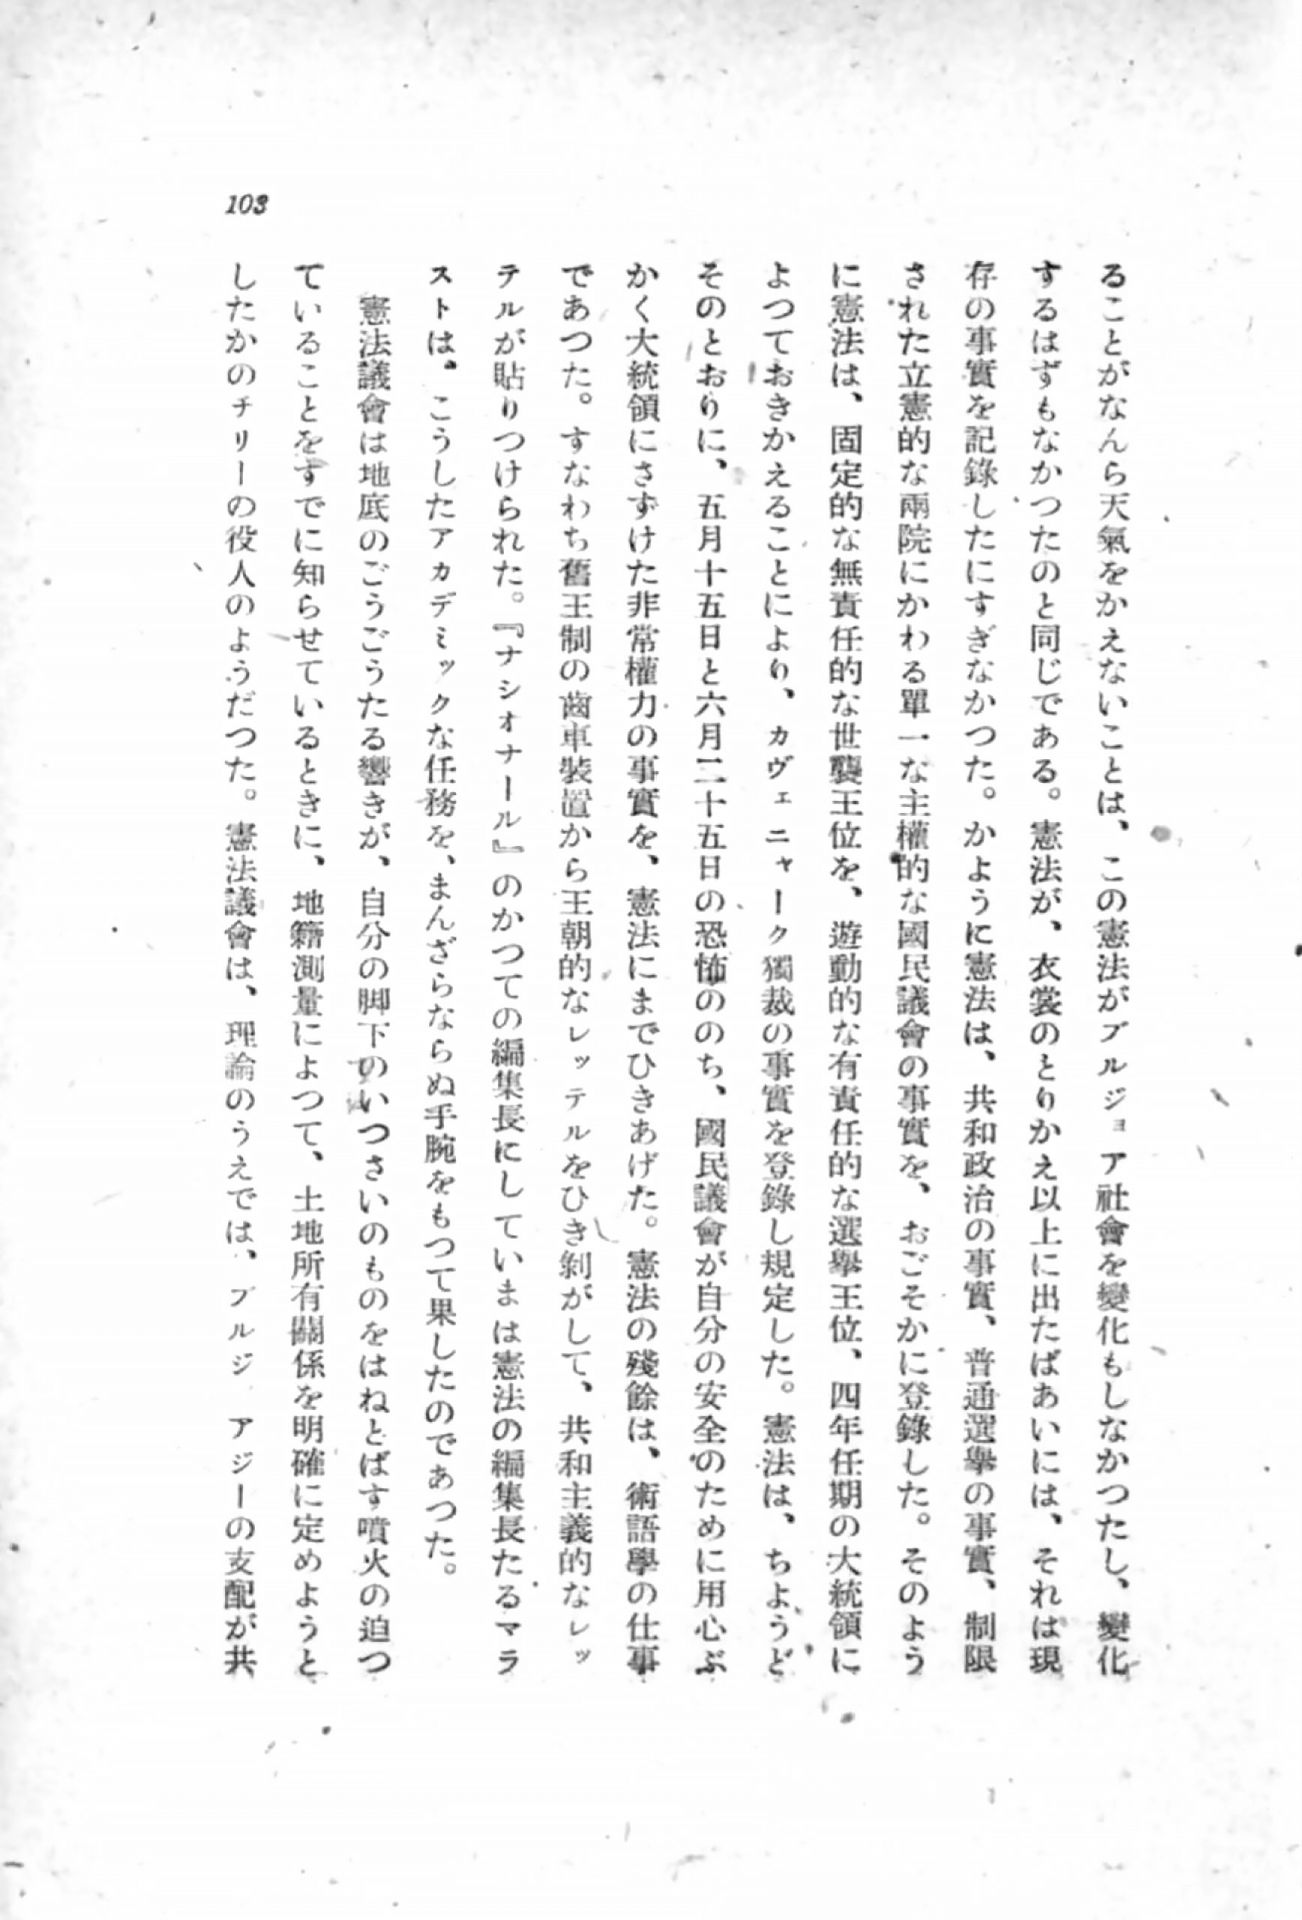 ることがなんら天氣をかえないことは、この憲法がブルジョア社會を變化もしなかつたし、變化
するはずもなかつたのと同じである。憲法が、衣裳のとりかえ以上に出たばあいには、それは現
存の事實を記錄したにすぎなかつた。かように憲法は、共和政治の事實、普通選擧の事實、制限
された立憲的な兩院にかわる單一な主權的な國民議會の事實を、おごそかに登錄した。そのよう
に憲法は、固定的な無責任的な世襲王位を、遊動的な有責任的な選擧王位、四年任期の大統領に
よつておきかえることにより、カヴェニャーク獨裁の事實を登錄し規定した。憲法は、ちようど
そのとおりに、五月十五日と六月二十五日の恐怖ののち、國民議會が自分の安全のために用心ぶ
かく大統領にさずけた非常權力の事實を、憲法にまでひきあげた。憲法の殘餘は、術語學の仕事
であつた。すなわち舊王制の齒車裝置から王朝的なレッテルをひき剝がして、共和主義的なレッ
テルが貼りつけられた。『ナショナール』のかつての編集長にしていまは憲法の編集長たるマラ
ストは、こうしたアカデミックな任務を、まんざらならぬ手腕をもつて果したのであつた。
憲法議會は地底のごうごうたる響きが、自分の脚下のいつさいのものをはねとばす噴火の迫つ
ていることをすでに知らせているときに、地籍測量によつて、土地所有關係を明確に定めようと
したかのチリーの役人のようだつた。憲法議會は、理論のうえでは、ブルジ アジーの支配が共
103